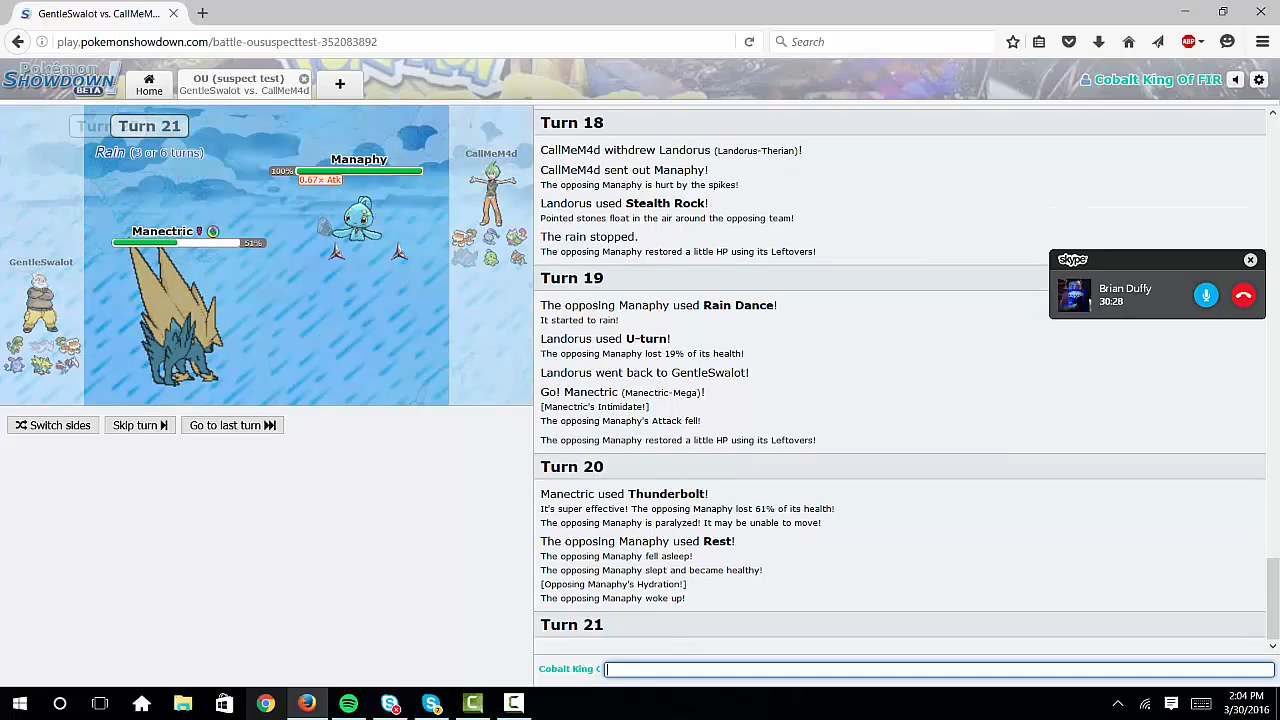 GentleSwalot vs. CallMeM...
play.pokemonshowdown.com/battle-oususpecttest-352083892
Search
ABP
Pokémon
SHOWDOWN!
BETA
Home
OU (suspect test)
GentleSwalot vs. CallMeM4d
Cobalt King Of FIR
Turn 21
Rain (3 or 6 turns)
Manaphy
100%
0.67× Atk
Manectric
51%
GentleSwalot
CallMeM4d
Switch sides
Skip turn
Go to last turn
Turn 18
CallMeM4d withdrew Landorus (Landorus-Therian)!
CallMeM4d sent out Manaphy!
The opposing Manaphy is hurt by the spikes!
Landorus used Stealth Rock!
Pointed stones float in the air around the opposing team!
The rain stopped.
The opposing Manaphy restored a little HP using its Leftovers!
Turn 19
The opposing Manaphy used Rain Dance!
It started to rain!
Landorus used U-turn!
The opposing Manaphy lost 19% of its health!
Landorus went back to GentleSwalot!
Go! Manectric (Manectric-Mega)!
[Manectric's Intimidate!]
The opposing Manaphy's Attack fell!
The opposing Manaphy restored a little HP using its Leftovers!
Turn 20
Manectric used Thunderbolt!
It's super effective! The opposing Manaphy lost 61% of its health!
The opposing Manaphy is paralyzed! It may be unable to move!
The opposing Manaphy used Rest!
The opposing Manaphy fell asleep!
The opposing Manaphy slept and became healthy!
[Opposing Manaphy's Hydration!]
The opposing Manaphy woke up!
Turn 21
Cobalt King
skype
Brian Duffy
30:28
2:04 PM
3/30/2016